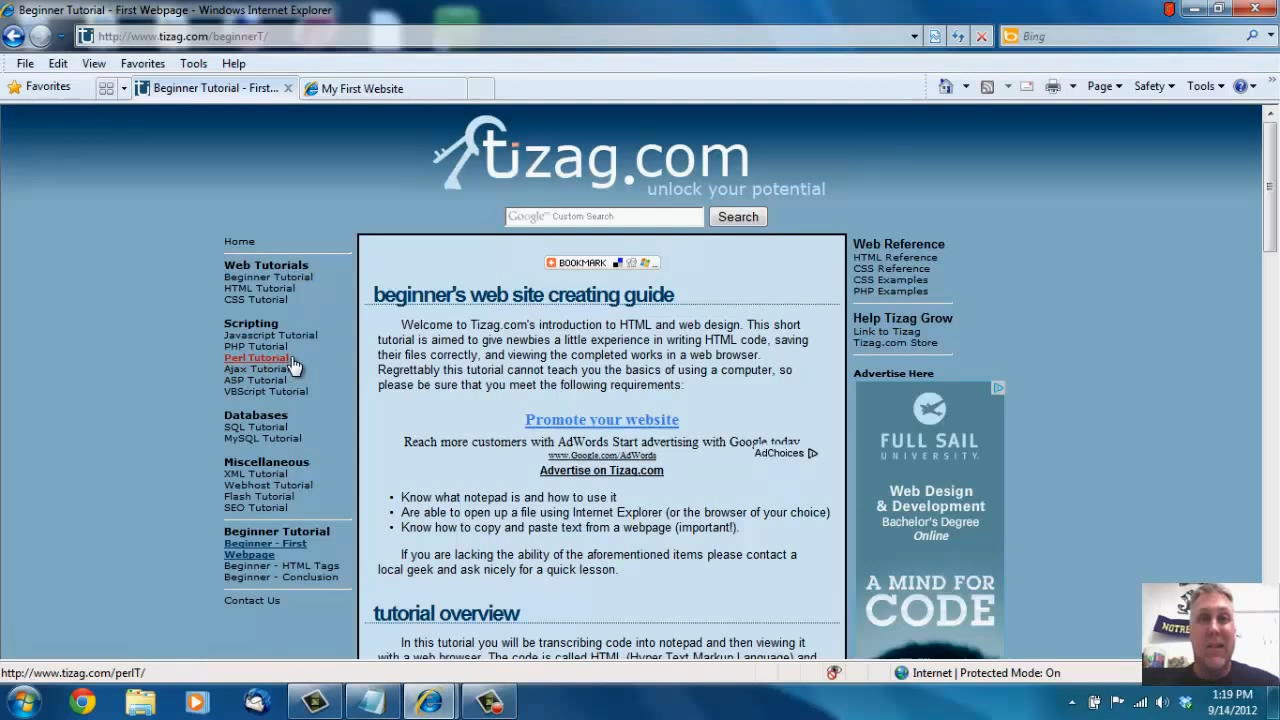 Beginner Tutorial - First Webpage - Windows Internet Explorer
http://www.tizag.com/beginnerT/
Bing
File Edit View Favorites Tools Help
Favorites
Beginner Tutorial - First...
My First Website
Page Safety Tools
tizag.com
unlock your potential
Google™ Custom Search
Search
Home
Web Tutorials
Beginner Tutorial
HTML Tutorial
CSS Tutorial
Scripting
Javascript Tutorial
PHP Tutorial
Perl Tutorial
Ajax Tutorial
ASP Tutorial
VBScript Tutorial
Databases
SQL Tutorial
MySQL Tutorial
Miscellaneous
XML Tutorial
Webhost Tutorial
Flash Tutorial
SEO Tutorial
Beginner Tutorial
Beginner - First
Webpage
Beginner - HTML Tags
Beginner - Conclusion
Contact Us
BOOKMARK
beginner's web site creating guide
Welcome to Tizag.com's introduction to HTML and web design. This short
tutorial is aimed to give newbies a little experience in writing HTML code, saving
their files correctly, and viewing the completed works in a web browser.
Regrettably this tutorial cannot teach you the basics of using a computer, so
please be sure that you meet the following requirements:
Promote your website
Reach more customers with AdWords Start advertising with Google today
www.Google.com/AdWords
AdChoices
Advertise on Tizag.com
• Know what notepad is and how to use it
• Are able to open up a file using Internet Explorer (or the browser of your choice)
• Know how to copy and paste text from a webpage (important!).
If you are lacking the ability of the aforementioned items please contact a
local geek and ask nicely for a quick lesson.
tutorial overview
In this tutorial you will be transcribing code into notepad and then viewing it
with a web browser. The code is called HTML (Hyper Text Markup Language) and
Web Reference
HTML Reference
CSS Reference
CSS Examples
PHP Examples
Help Tizag Grow
Link to Tizag
Tizag.com Store
Advertise Here
FULL SAIL
UNIVERSITY.
Web Design
& Development
Bachelor's Degree
Online
A MIND FOR
CODE
NOTRE
http://www.tizag.com/perlT/
Internet | Protected Mode: On
1:19 PM
9/14/2012